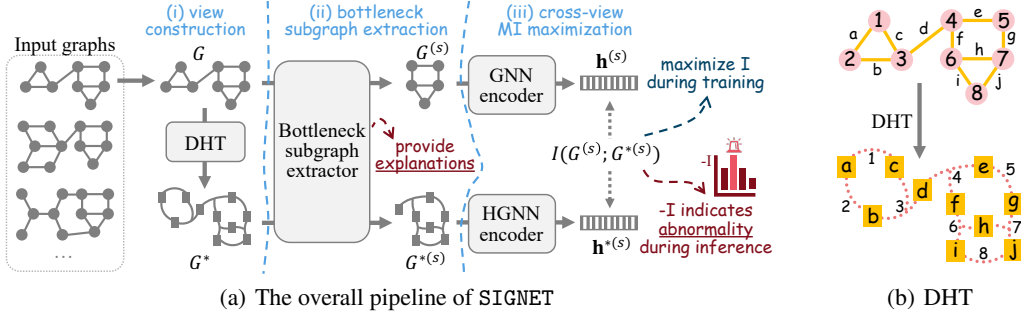 (i) view
construction
(ii) bottleneck
subgraph extraction
(iii) cross-view
MI maximization
Input graphs
...
G
DHT
G*
Bottleneck
subgraph
extractor
provide
explanations
G^(s)
G*^(s)
GNN
encoder
HGNN
encoder
h^(s)
I(G^(s); G*^(s))
h*^(s)
maximize I
during training
-I
-I indicates
abnormality
during inference
(a) The overall pipeline of SIGNET
1 e
4 5
a c d f g
2 b 3 6 h 7
i j
8
DHT
a 1 c e 5
d 4
f g
2 b 3
6 h 7
i 8 j
(b) DHT